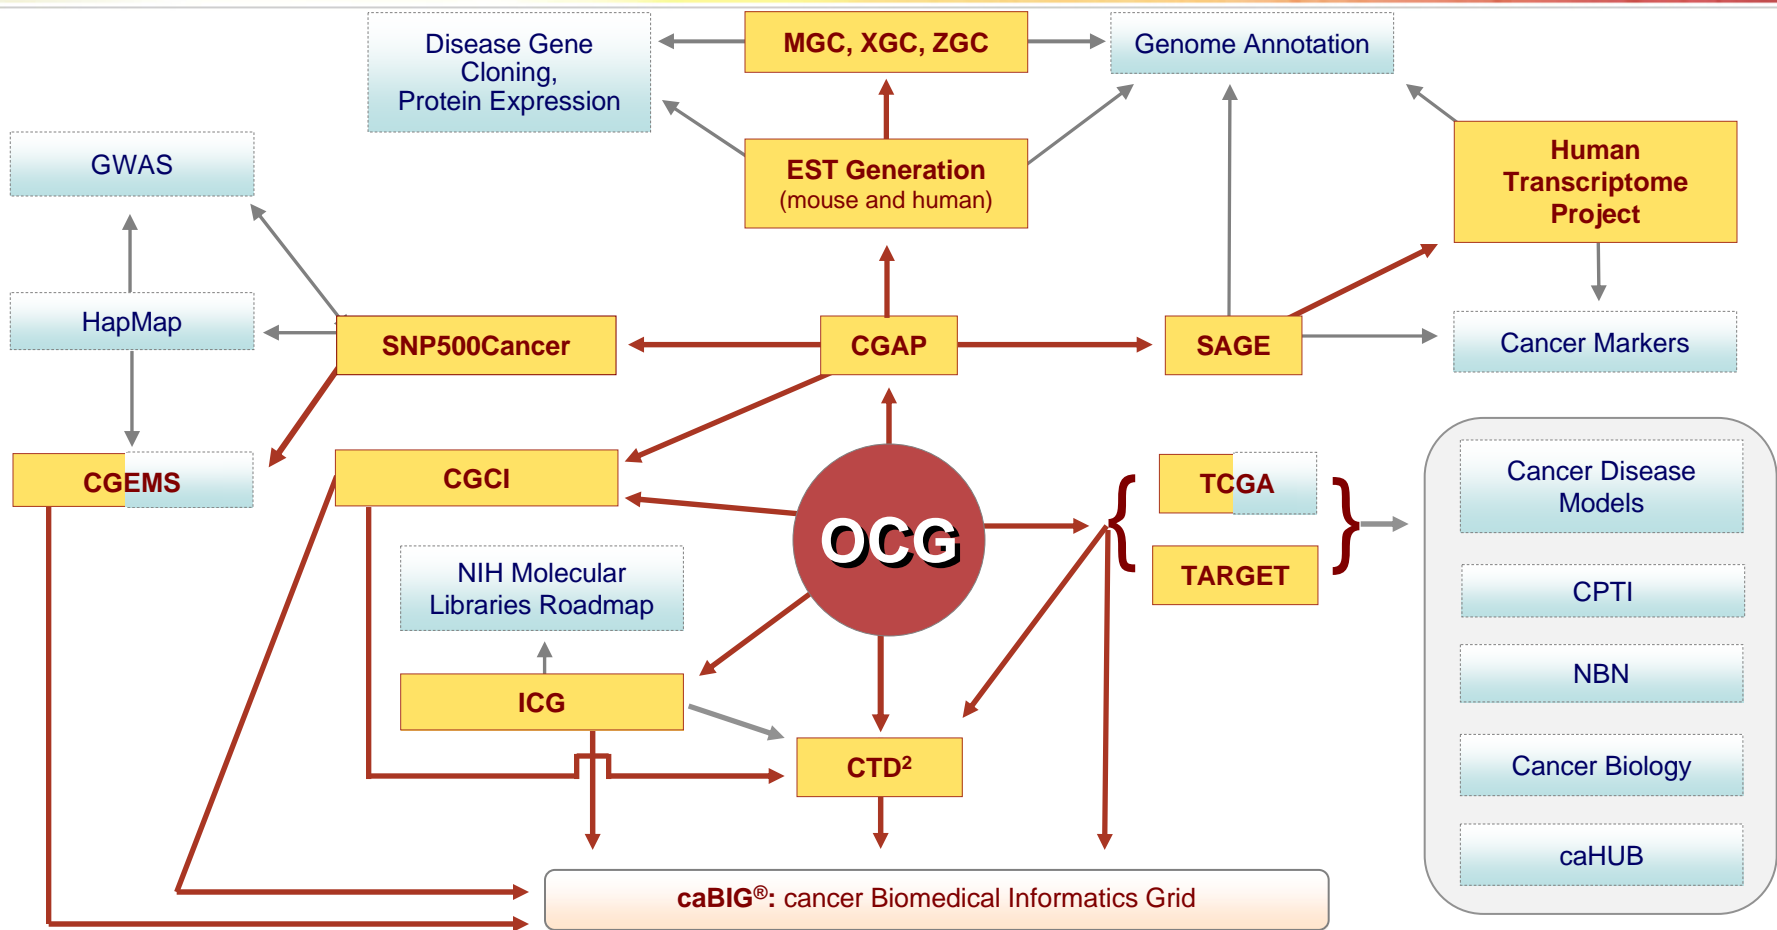 Disease Gene
Cloning,
Protein Expression
MGC, XGC, ZGC
Genome Annotation
GWAS
EST Generation
(mouse and human)
Human
Transcriptome
Project
HapMap
SNP500Cancer
CGAP
SAGE
Cancer Markers
CGEMS
CGCI
OCG
{
TCGA
TARGET
}
Cancer Disease
Models
NIH Molecular
Libraries Roadmap
CPTI
NBN
ICG
CTD²
Cancer Biology
caHUB
caBIG®: cancer Biomedical Informatics Grid